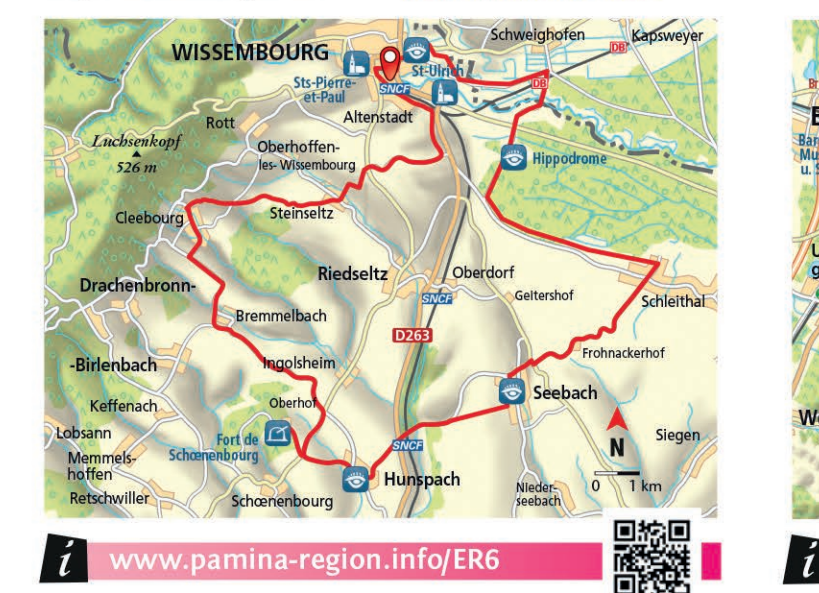 WISSEMBOURG
Schweighofen
Kapsweyer
DB
Sts-Pierre-
et-Paul
St-Ulrich
SNCF
DB
Altenstadt
Rott
Luchsenkopf
526 m
Oberhoffen-
les- Wissembourg
Hippodrome
Cleebourg
Steinseltz
Riedseltz
Oberdorf
Drachenbronn-
SNCF
Geitershof
Schleithal
Bremmelbach
D263
-Birlenbach
Ingolsheim
Frohnackerhof
Keffenach
Oberhof
Seebach
Lobsann
Fort de
Schœnenbourg
SNCF
N
Siegen
Memmels-
hoffen
Hunspach
0 1 km
Retschwiller
Schœnenbourg
Nieder-
seebach
i www.pamina-region.info/ER6
i